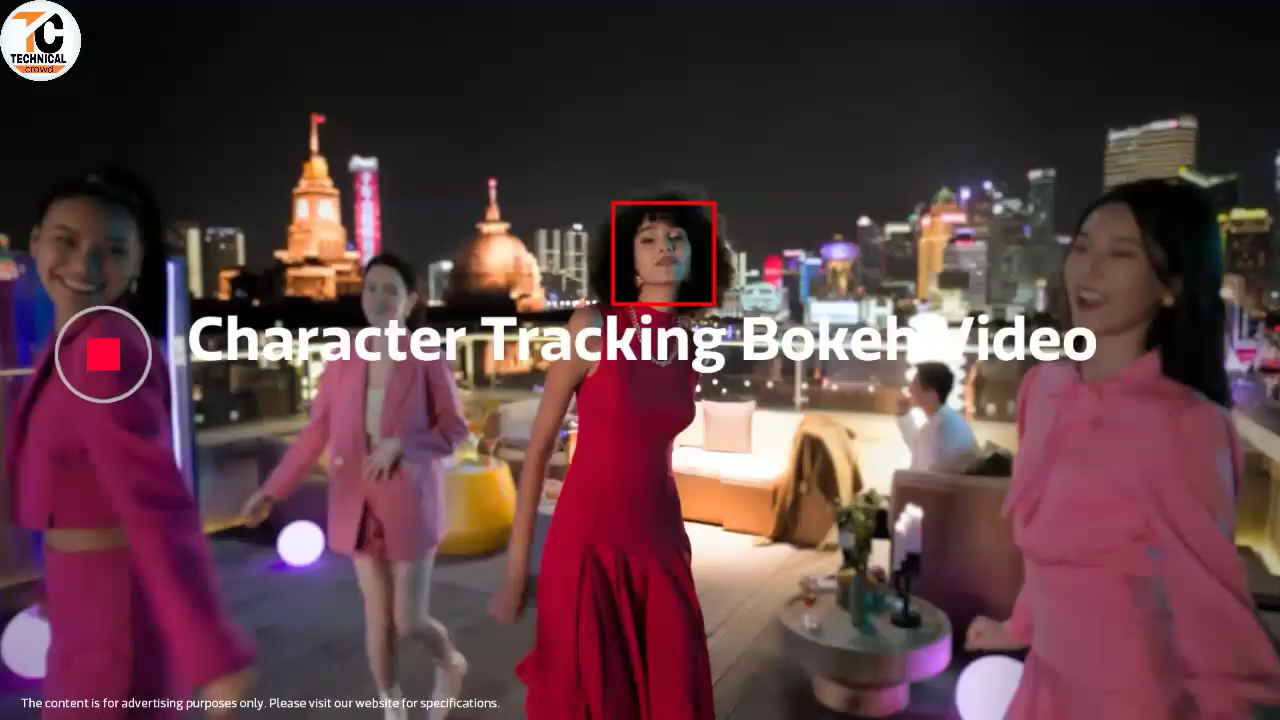 TC
TECHNICAL
crowd
Character Tracking Bokeh Video
The content is for advertising purposes only. Please visit our website for specifications.